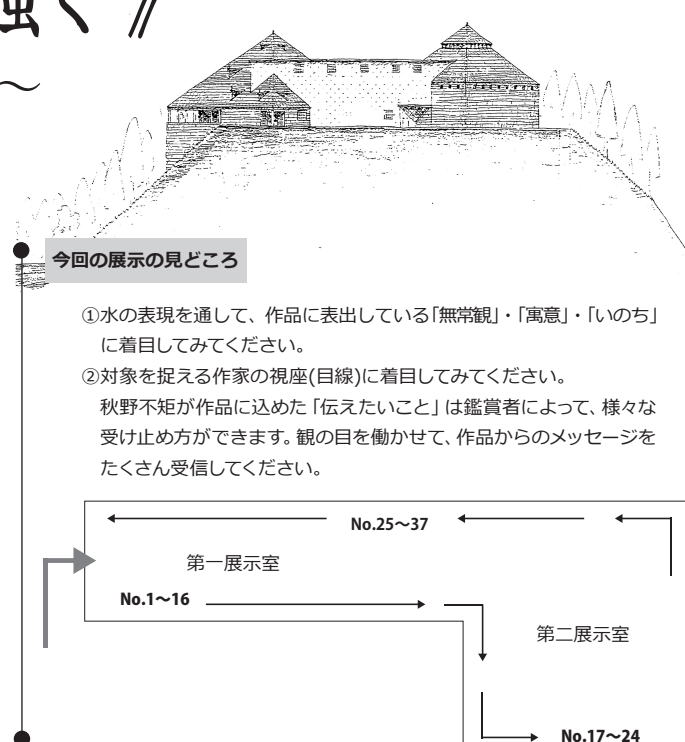 強く》
～
今回の展示の見どころ
①水の表現を通して、作品に表出している「無常観」・「寓意」・「いのち」
に着目してみてください。
②対象を捉える作家の視座(目線)に着目してみてください。
秋野不矩が作品に込めた「伝えたいこと」は鑑賞者によって、様々な
受け止め方ができます。観の目を働かせて、作品からのメッセージを
たくさん受信してください。
No.25～37
第一展示室
No.1～16
第二展示室
No.17～24